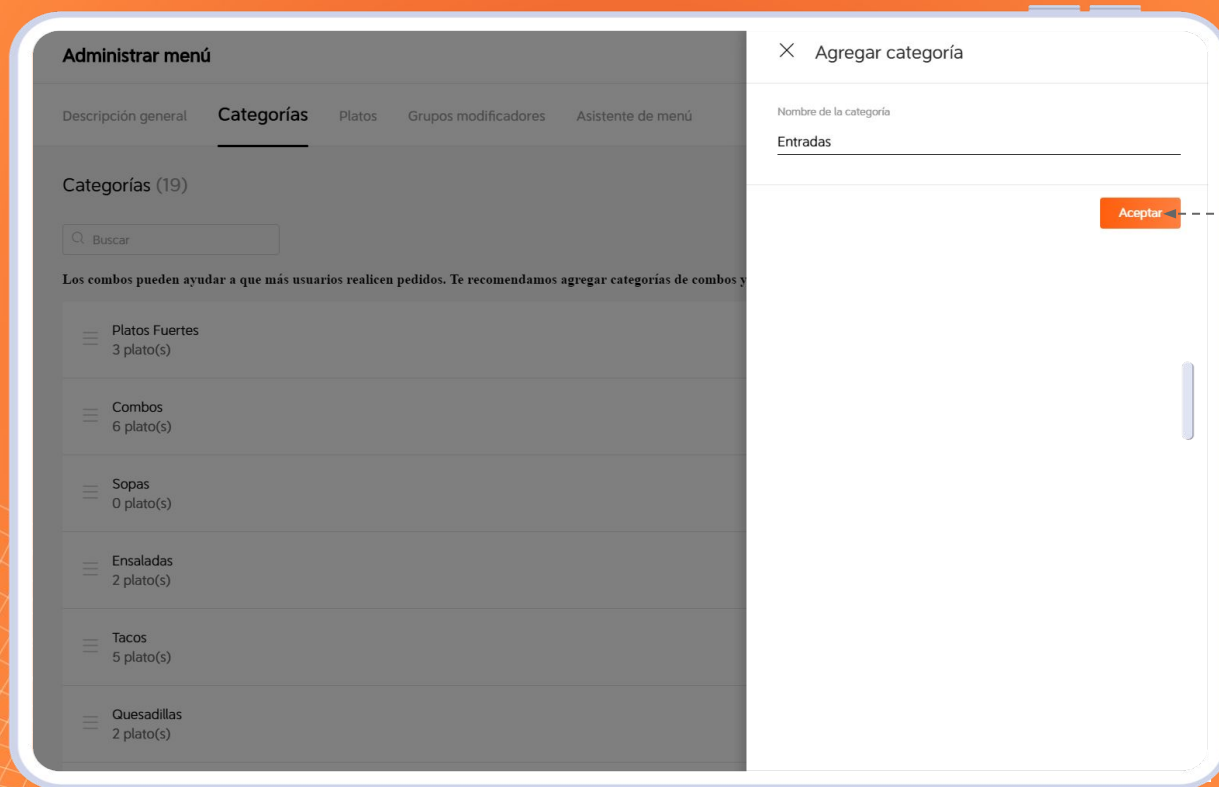 Administrar menú
Descripción general Categorías Platos Grupos modificadores Asistente de menú
Categorías (19)
Buscar
Los combos pueden ayudar a que más usuarios realicen pedidos. Te recomendamos agregar categorías de combos y
Platos Fuertes
3 plato(s)
Combos
6 plato(s)
Sopas
0 plato(s)
Ensaladas
2 plato(s)
Tacos
5 plato(s)
Quesadillas
2 plato(s)
Agregar categoría
Nombre de la categoría
Entradas
Aceptar